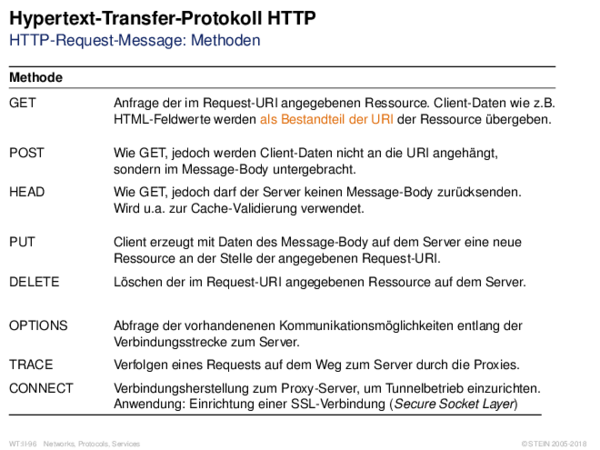 Hypertext-Transfer-Protokoll HTTP
HTTP-Request-Message: Methoden
Methode
GET Anfrage der im Request-URI angegebenen Ressource. Client-Daten wie z.B.
HTML-Feldwerte werden als Bestandteil der URI der Ressource übergeben.
POST Wie GET, jedoch werden Client-Daten nicht an die URI angehängt,
sondern im Message-Body untergebracht.
HEAD Wie GET, jedoch darf der Server keinen Message-Body zurücksenden.
Wird u.a. zur Cache-Validierung verwendet.
PUT Client erzeugt mit Daten des Message-Body auf dem Server eine neue
Ressource an der Stelle der angegebenen Request-URI.
DELETE Löschen der im Request-URI angegebenen Ressource auf dem Server.
OPTIONS Abfrage der vorhandenenen Kommunikationsmöglichkeiten entlang der
Verbindungsstrecke zum Server.
TRACE Verfolgen eines Requests auf dem Weg zum Server durch die Proxies.
CONNECT Verbindungsherstellung zum Proxy-Server, um Tunnelbetrieb einzurichten.
Anwendung: Einrichtung einer SSL-Verbindung (Secure Socket Layer)
Networks, Protocols, Services
© STEIN 2005-2018